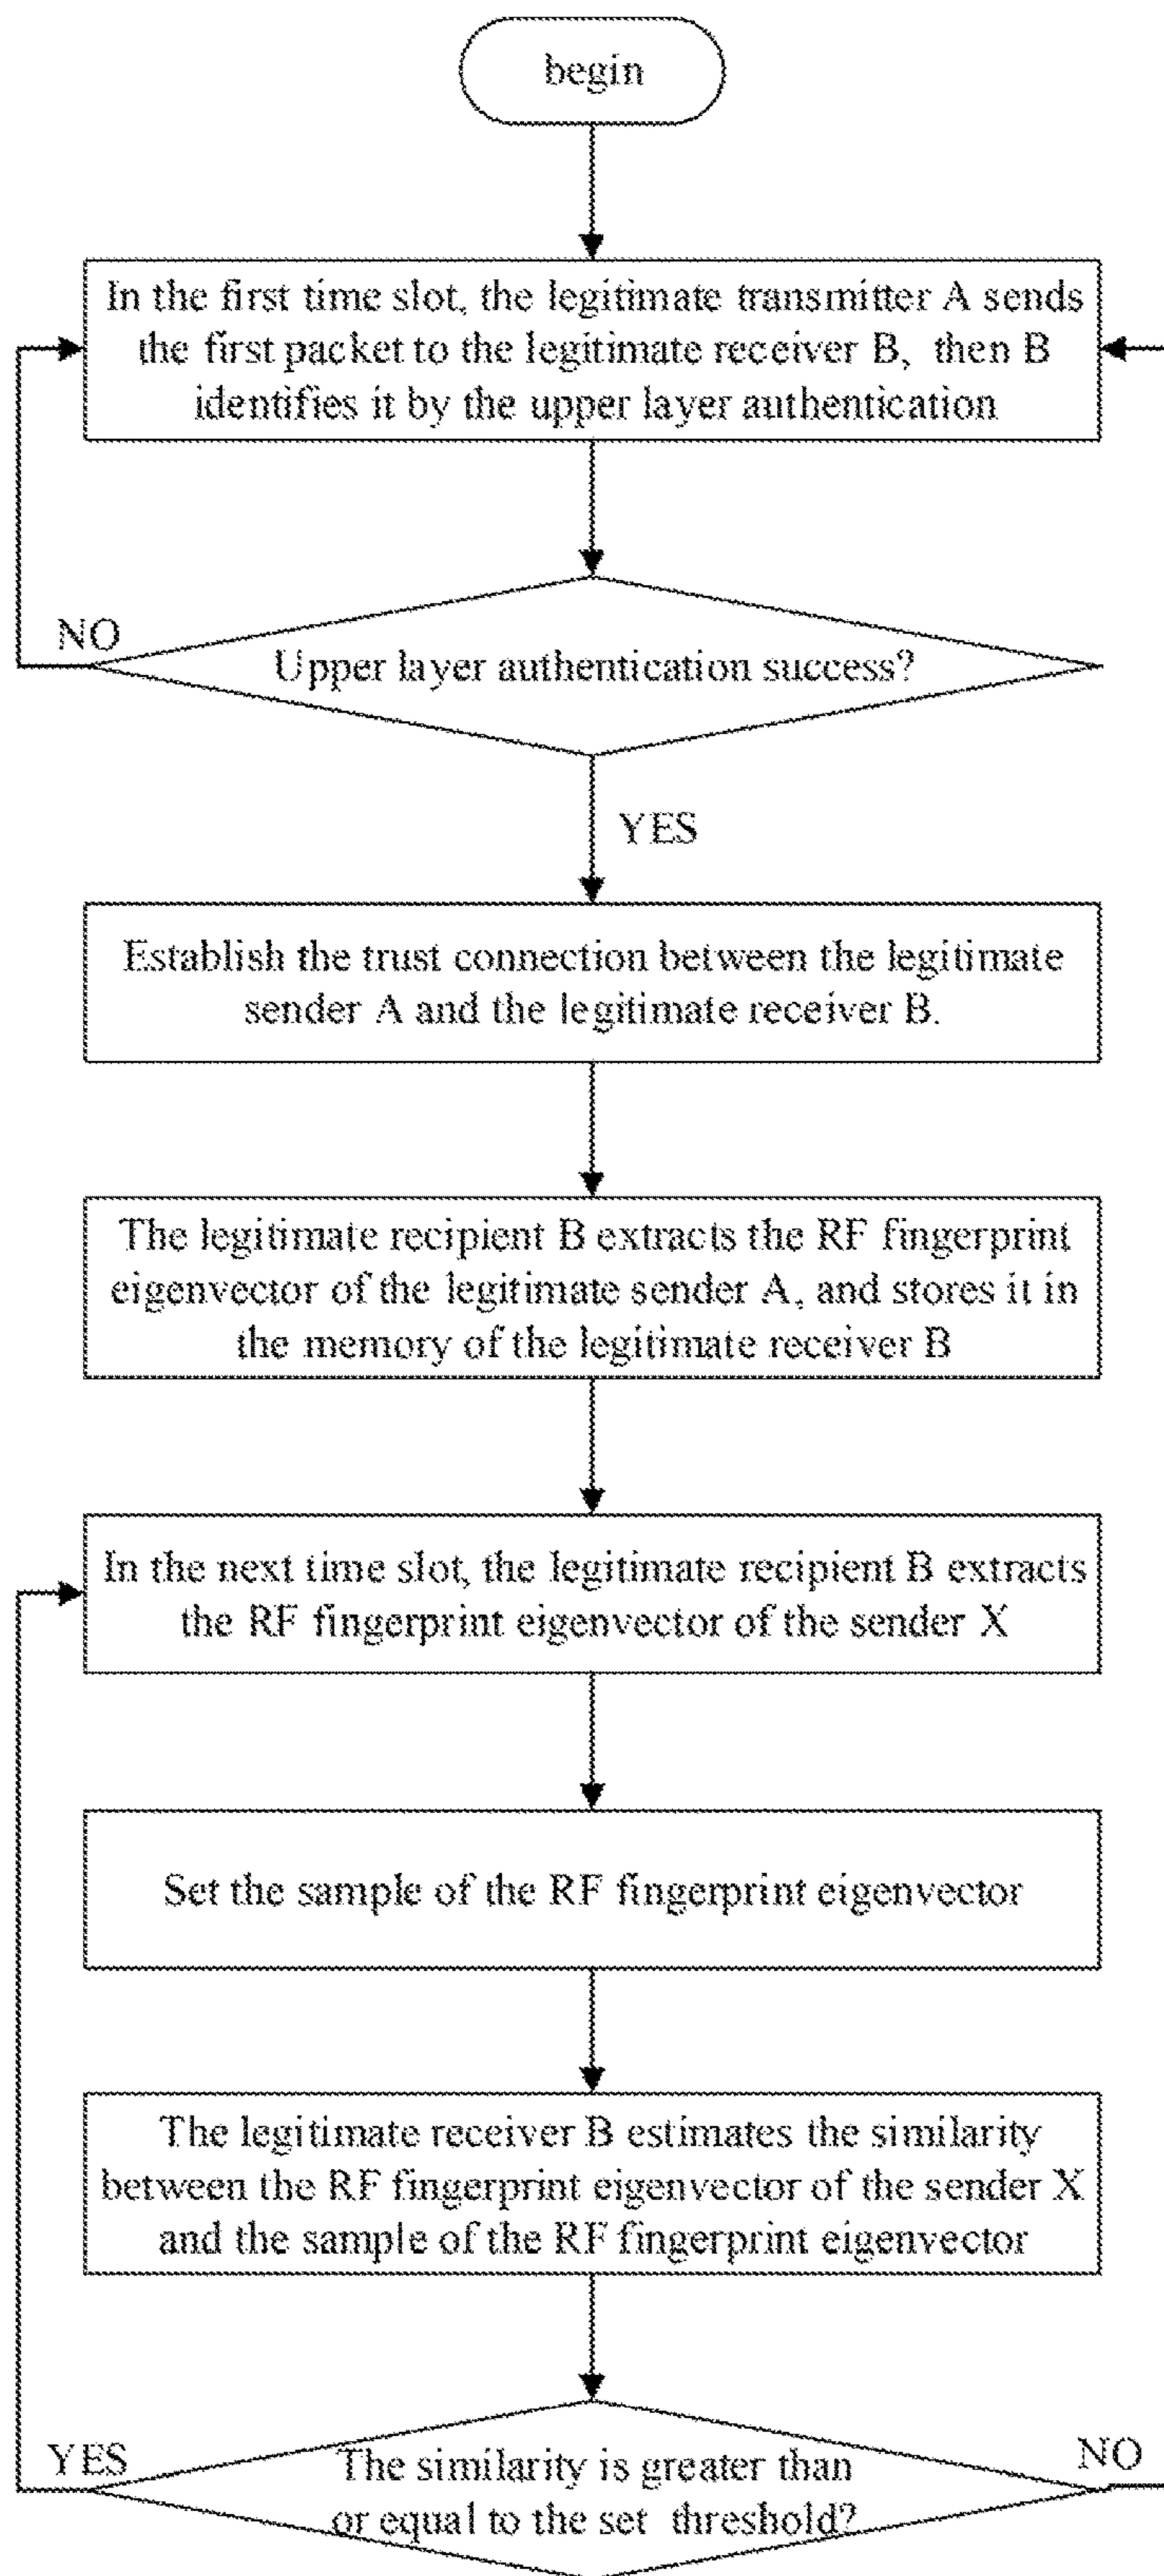 begin
In the first time slot, the legitimate transmitter A sends
the first packet to the legitimate receiver B, then B
identifies it by the upper layer authentication
NO
Upper layer authentication success?
YES
Establish the trust connection between the legitimate
sender A and the legitimate receiver B.
The legitimate recipient B extracts the RF fingerprint
eigenvector of the legitimate sender A, and stores it in
the memory of the legitimate receiver B
In the next time slot, the legitimate recipient B extracts
the RF fingerprint eigenvector of the sender X
Set the sample of the RF fingerprint eigenvector
The legitimate receiver B estimates the similarity
between the RF fingerprint eigenvector of the sender X
and the sample of the RF fingerprint eigenvector
YES
The similarity is greater than
or equal to the set threshold?
NO